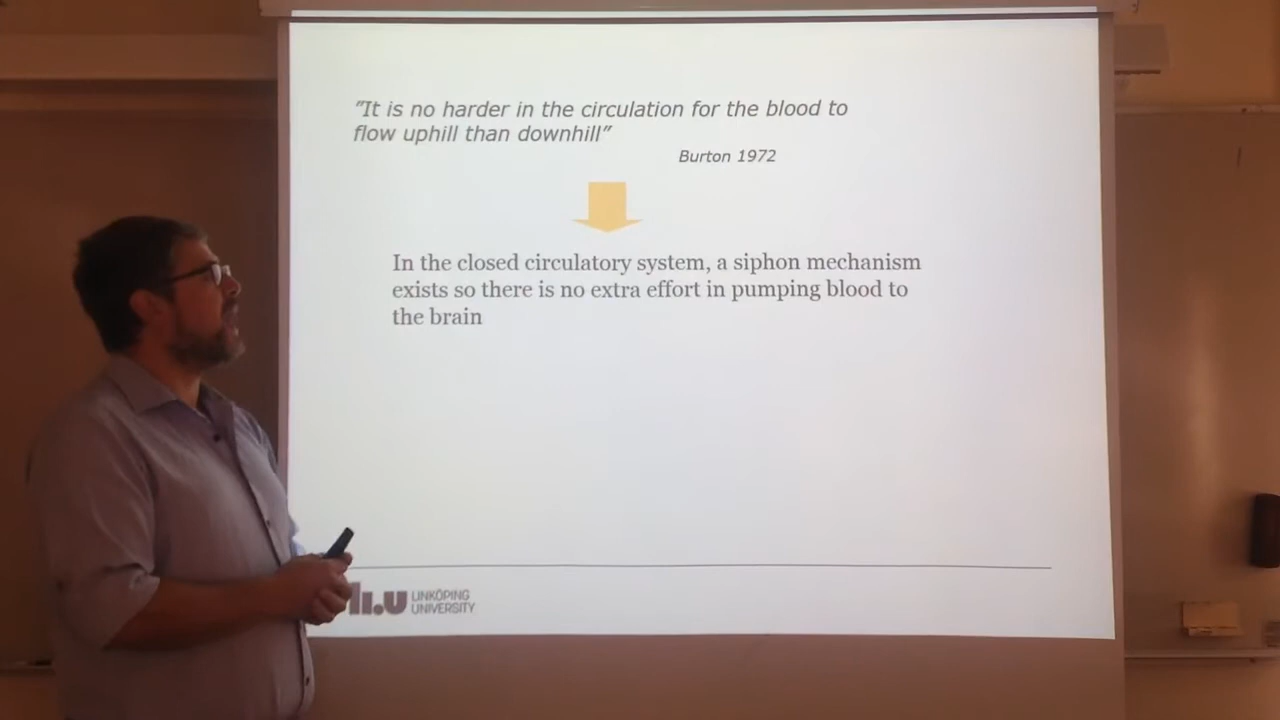 "It is no harder in the circulation for the blood to
flow uphill than downhill"
Burton 1972
In the closed circulatory system, a siphon mechanism
exists so there is no extra effort in pumping blood to
the brain
LINKÖPING
UNIVERSITY